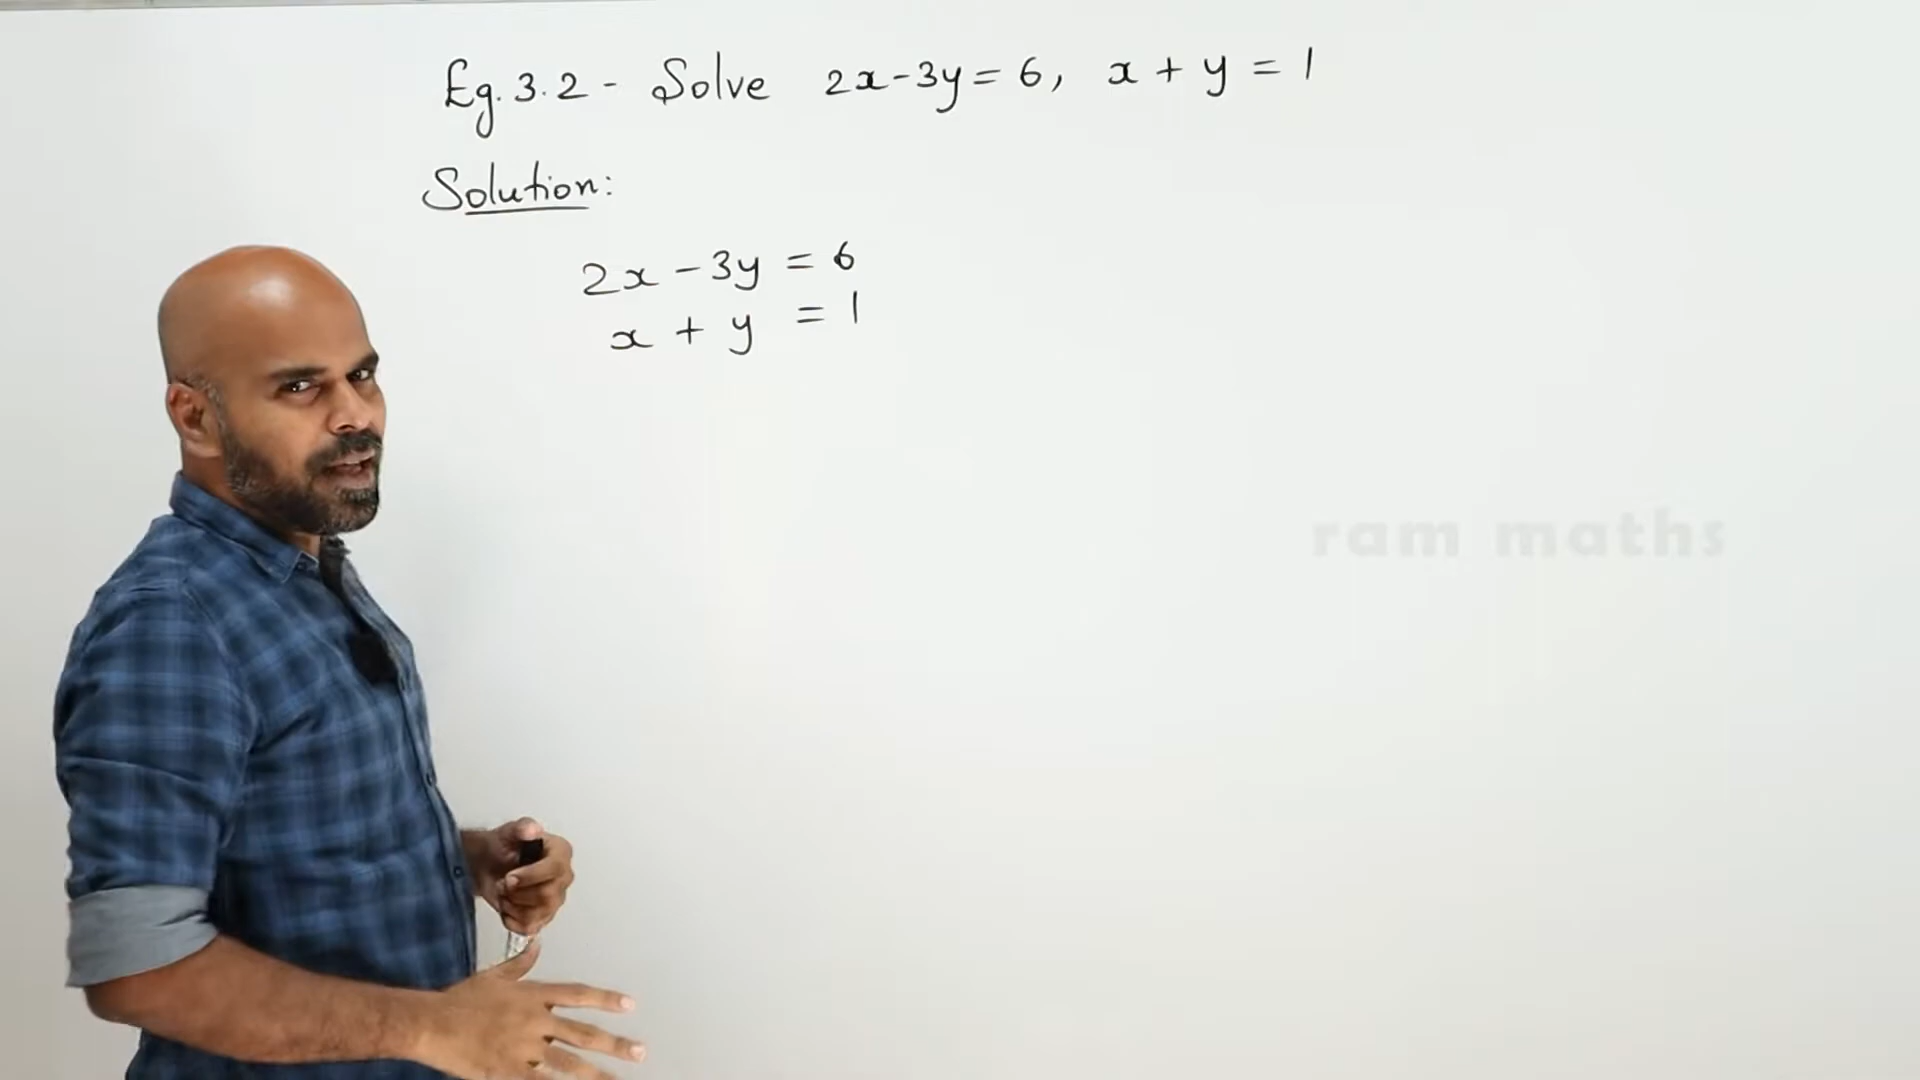 Eg. 3.2 - Solve 2x-3y = 6, x + y = 1
Solution:
2x - 3y = 6
x + y = 1
ram maths